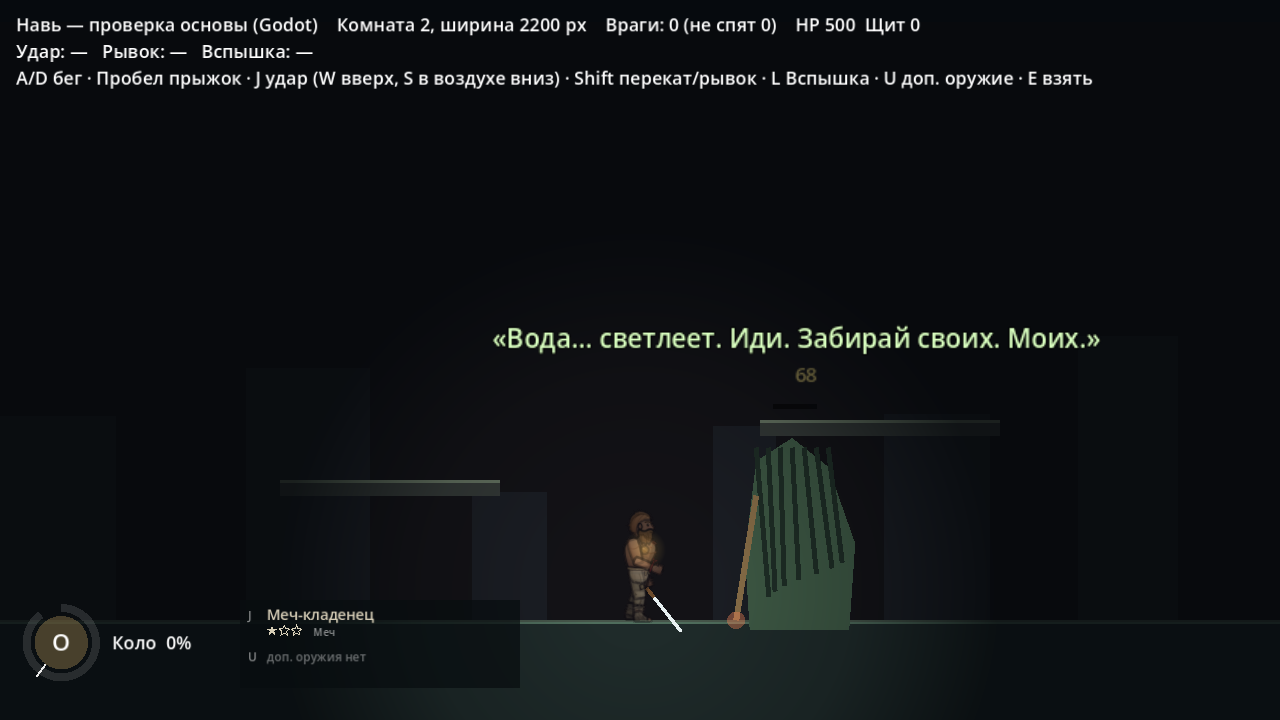 Навь — проверка основы (Godot) Комната 2, ширина 2200 px Враги: 0 (не спят 0) HP 500 Щит 0
Удар: — Рывок: — Вспышка: —
A/D бег · Пробел прыжок · J удар (W вверх, S в воздухе вниз) · Shift перекат/рывок · L Вспышка · U доп. оружие · E взять
«Вода... светлеет. Иди. Забирай своих. Моих.»
68
J Меч-кладенец
★☆☆ Меч
U доп. оружия нет
О Коло 0%